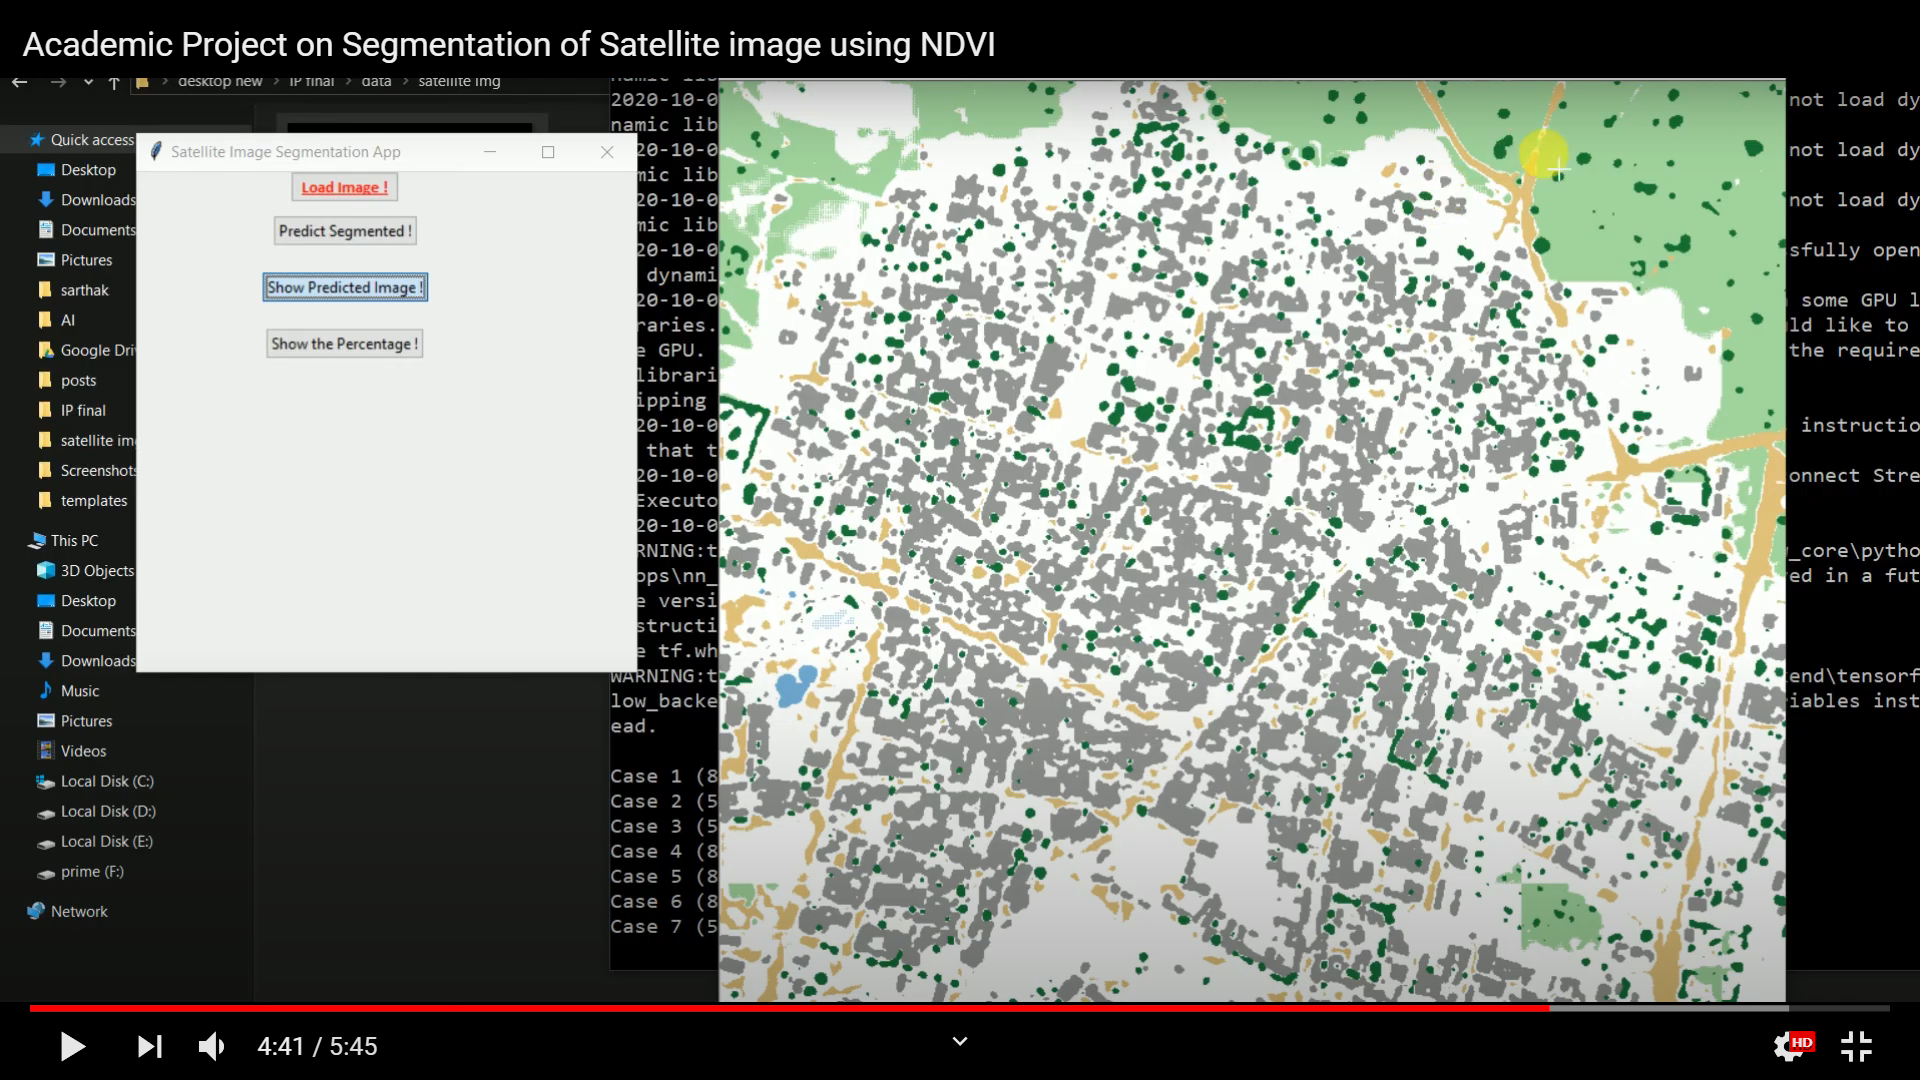 Academic Project on Segmentation of Satellite image using NDVI
desktop new > IP final > data > satellite img
Quick access
Desktop
Downloads
Documents
Pictures
sarthak
AI
Google Dri
posts
IP final
satellite im
Screenshots
templates
This PC
3D Objects
Desktop
Documents
Downloads
Music
Pictures
Videos
Local Disk (C:)
Local Disk (D:)
Local Disk (E:)
prime (F:)
Network
Satellite Image Segmentation App
Load Image !
Predict Segmented !
Show Predicted Image !
Show the Percentage !
namic lib
2020-10-0
namic lib
20-10-0
mic lib
20-10-0
mic lib
20-10-0
dynami
20-10-0
raries.
e GPU.
librari
ipping
20-10-0
that t
20-10-0
Executo
20-10-0
RNING:t
ops\nn_
e versi
structi
e tf.wh
WARNING:t
low_backe
ead.
Case 1 (8
Case 2 (5
Case 3 (5
Case 4 (8
Case 5 (8
Case 6 (8
Case 7 (5
not load dy
not load dy
not load dy
sfully open
some GPU l
ld like to
the require
instructio
onnect Stre
_core\pytho
ed in a fut
end\tensorf
iables inst
4:41 / 5:45
HD